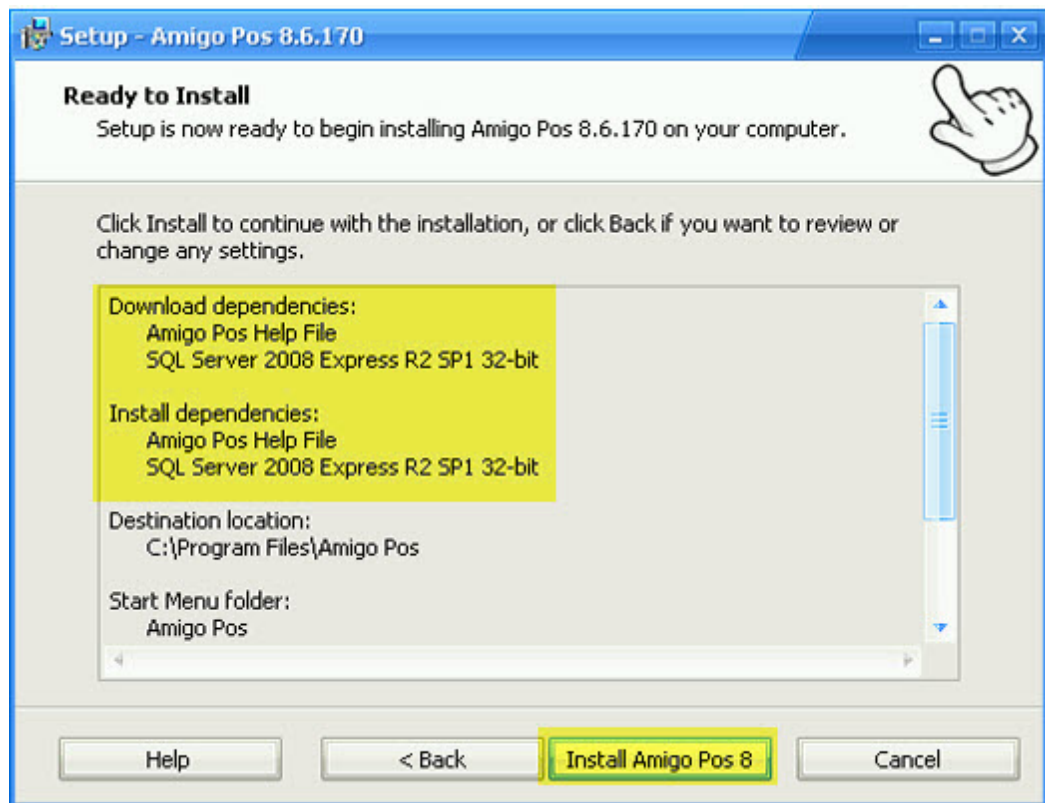 Setup - Amigo Pos 8.6.170
Ready to Install
Setup is now ready to begin installing Amigo Pos 8.6.170 on your computer.
Click Install to continue with the installation, or click Back if you want to review or
change any settings.
Download dependencies:
Amigo Pos Help File
SQL Server 2008 Express R2 SP1 32-bit
Install dependencies:
Amigo Pos Help File
SQL Server 2008 Express R2 SP1 32-bit
Destination location:
C:\Program Files\Amigo Pos
Start Menu folder:
Amigo Pos
Help
< Back
Install Amigo Pos 8
Cancel